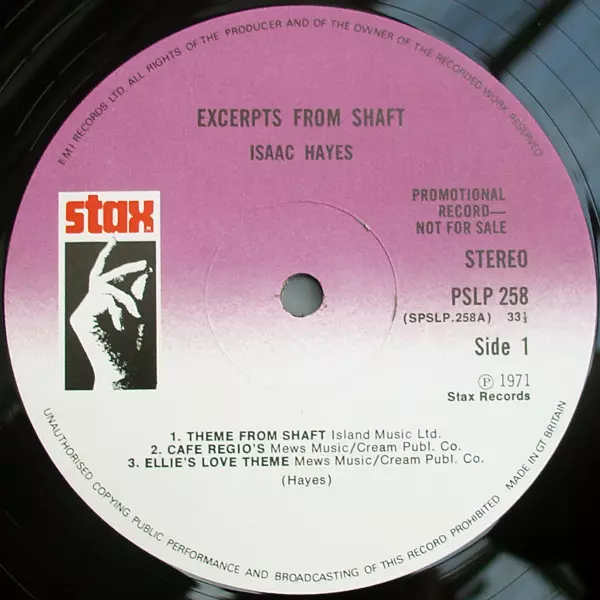 E.M.I RECORDS LTD. ALL RIGHTS OF THE PRODUCER AND OF THE OWNER OF THE RECORDED WORK RESERVED
EXCERPTS FROM SHAFT
ISAAC HAYES
stax
PROMOTIONAL
RECORD—
NOT FOR SALE
STEREO
PSLP 258
(SPSLP.258A) 33⅓
Side 1
℗ 1971
Stax Records
1. THEME FROM SHAFT Island Music Ltd.
2. CAFE REGIO'S Mews Music/Cream Publ. Co.
3. ELLIE'S LOVE THEME Mews Music/Cream Publ. Co.
(Hayes)
UNAUTHORISED COPYING PUBLIC PERFORMANCE AND BROADCASTING OF THIS RECORD PROHIBITED MADE IN GT BRITAIN